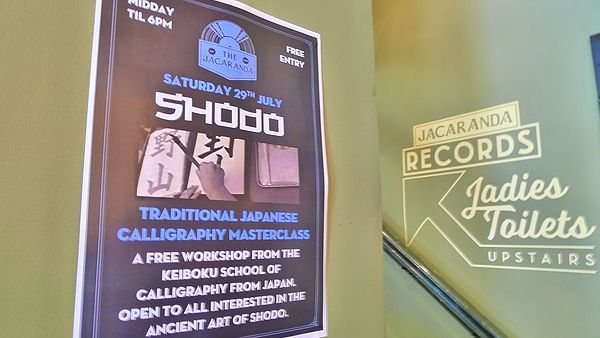 MIDDAY
TIL 6PM
THE
JACARANDA
FREE
ENTRY
SATURDAY 29TH JULY
SHODO
野
山
TRADITIONAL JAPANESE
CALLIGRAPHY MASTERCLASS
A FREE WORKSHOP FROM THE
KEIBOKU SCHOOL OF
CALLIGRAPHY FROM JAPAN.
OPEN TO ALL INTERESTED IN THE
ANCIENT ART OF SHODO.
JACARANDA
RECORDS
Ladies
Toilets
UPSTAIRS